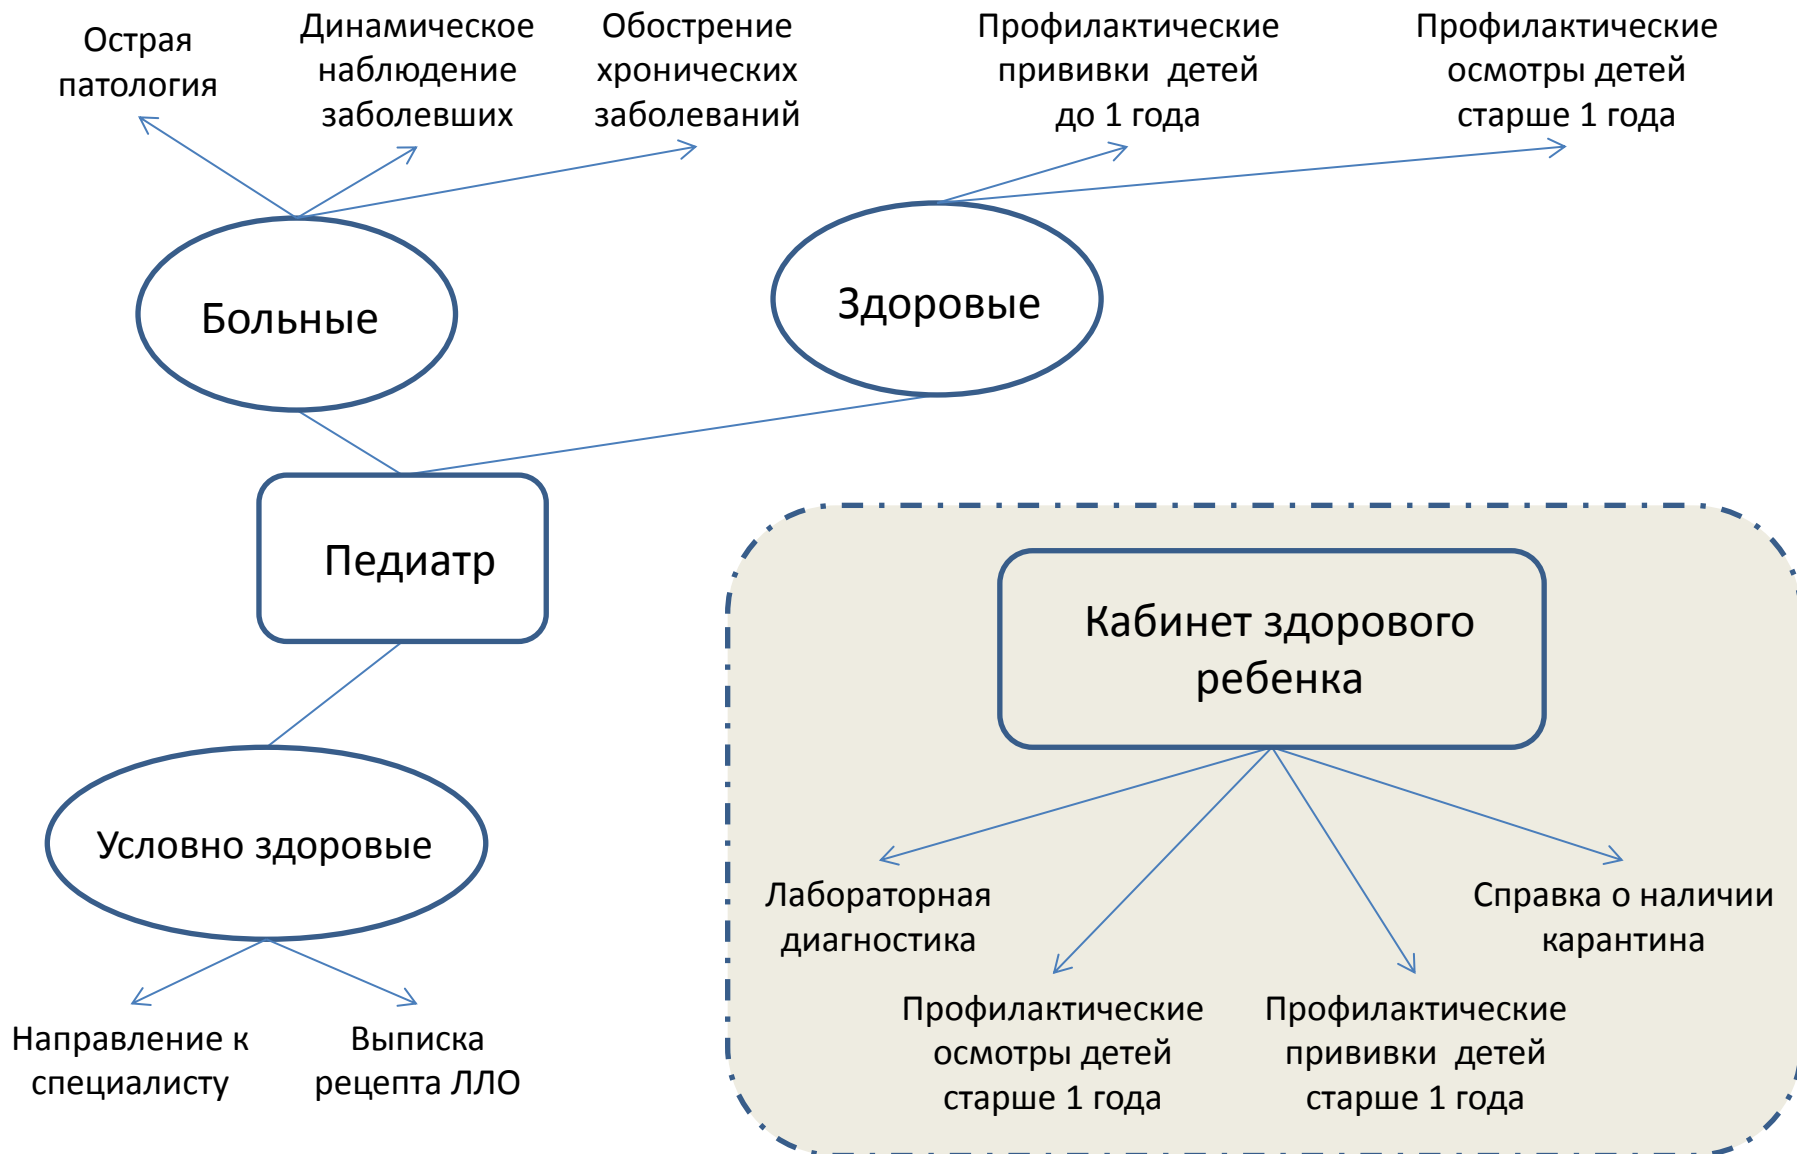 Острая
патология
Динамическое
наблюдение
заболевших
Обострение
хронических
заболеваний
Профилактические
прививки детей
до 1 года
Профилактические
осмотры детей
старше 1 года
Больные
Здоровые
Педиатр
Условно здоровые
Направление к
специалисту
Выписка
рецепта ЛЛО
Кабинет здорового
ребенка
Лабораторная
диагностика
Профилактические
осмотры детей
старше 1 года
Профилактические
прививки детей
старше 1 года
Справка о наличии
карантина